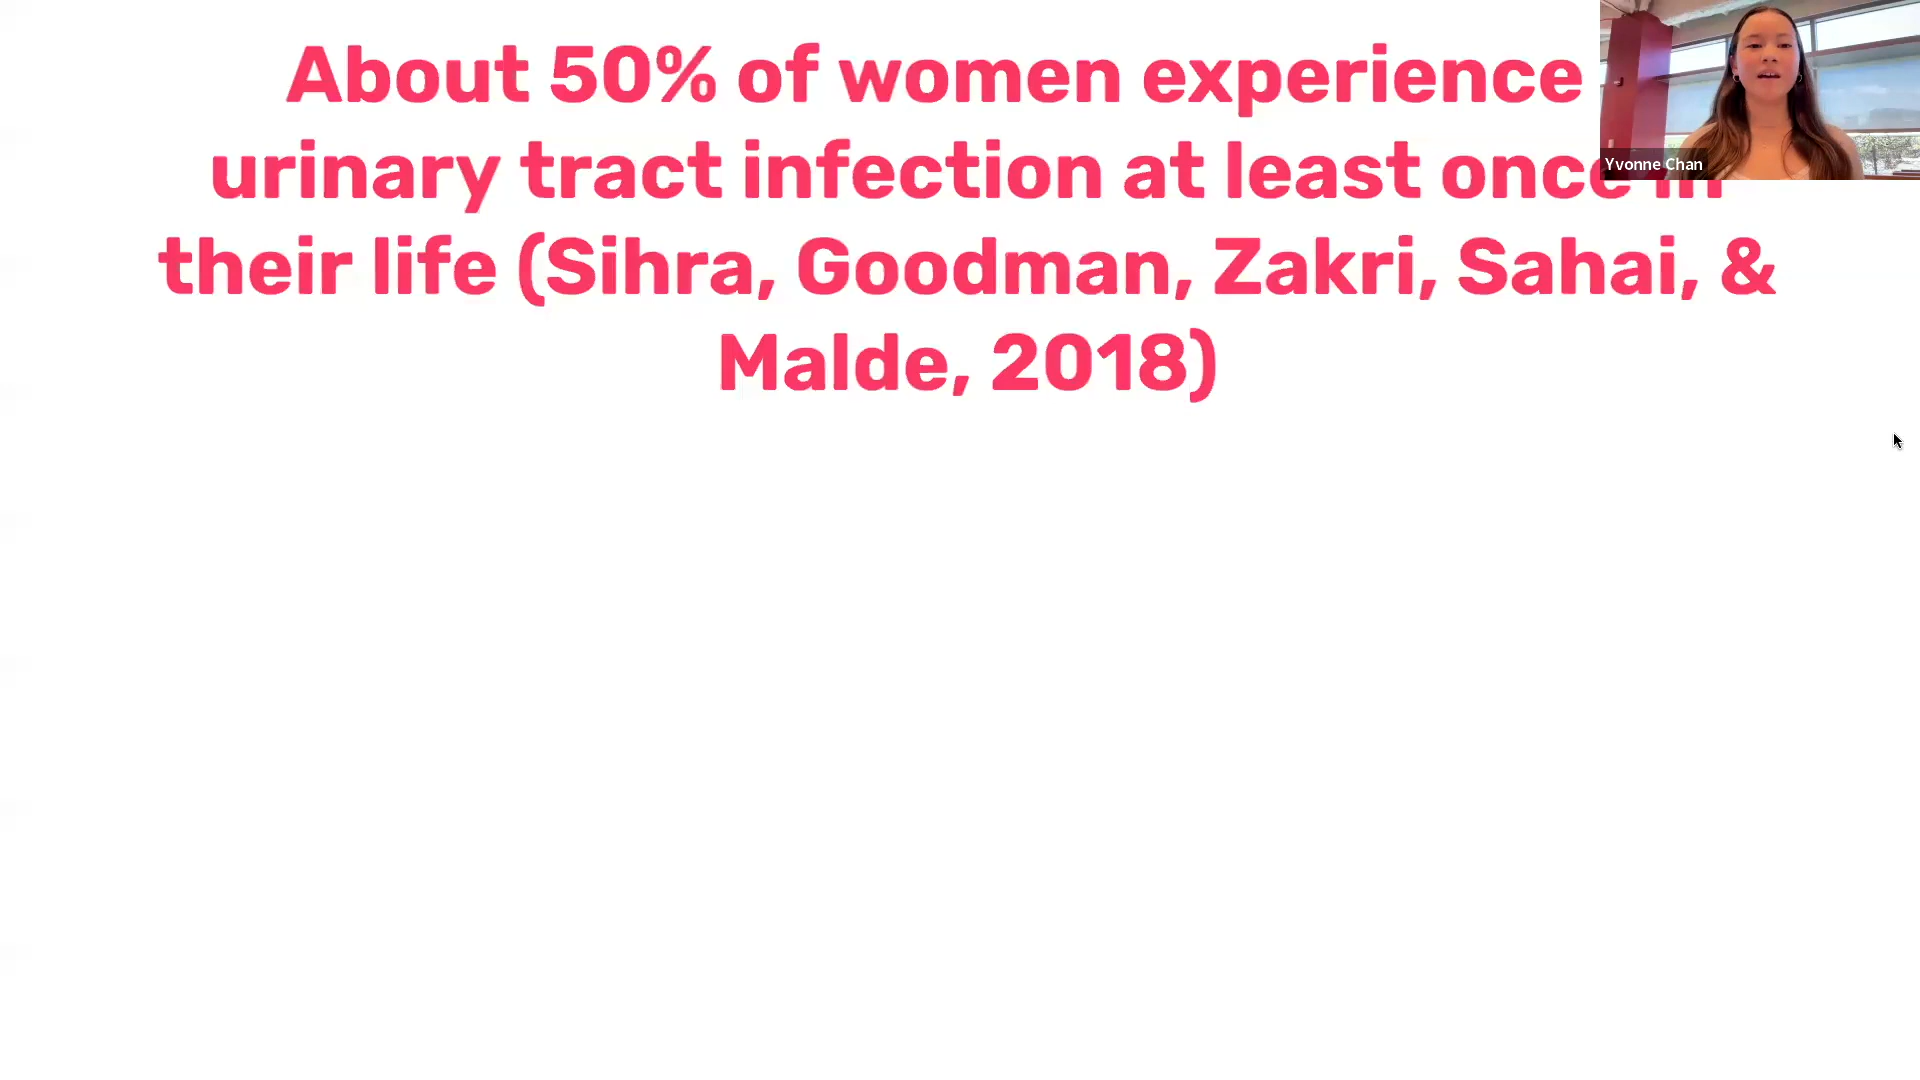 About 50% of women experience
urinary tract infection at least once in
their life (Sihra, Goodman, Zakri, Sahai, &
Malde, 2018)
Yvonne Chan